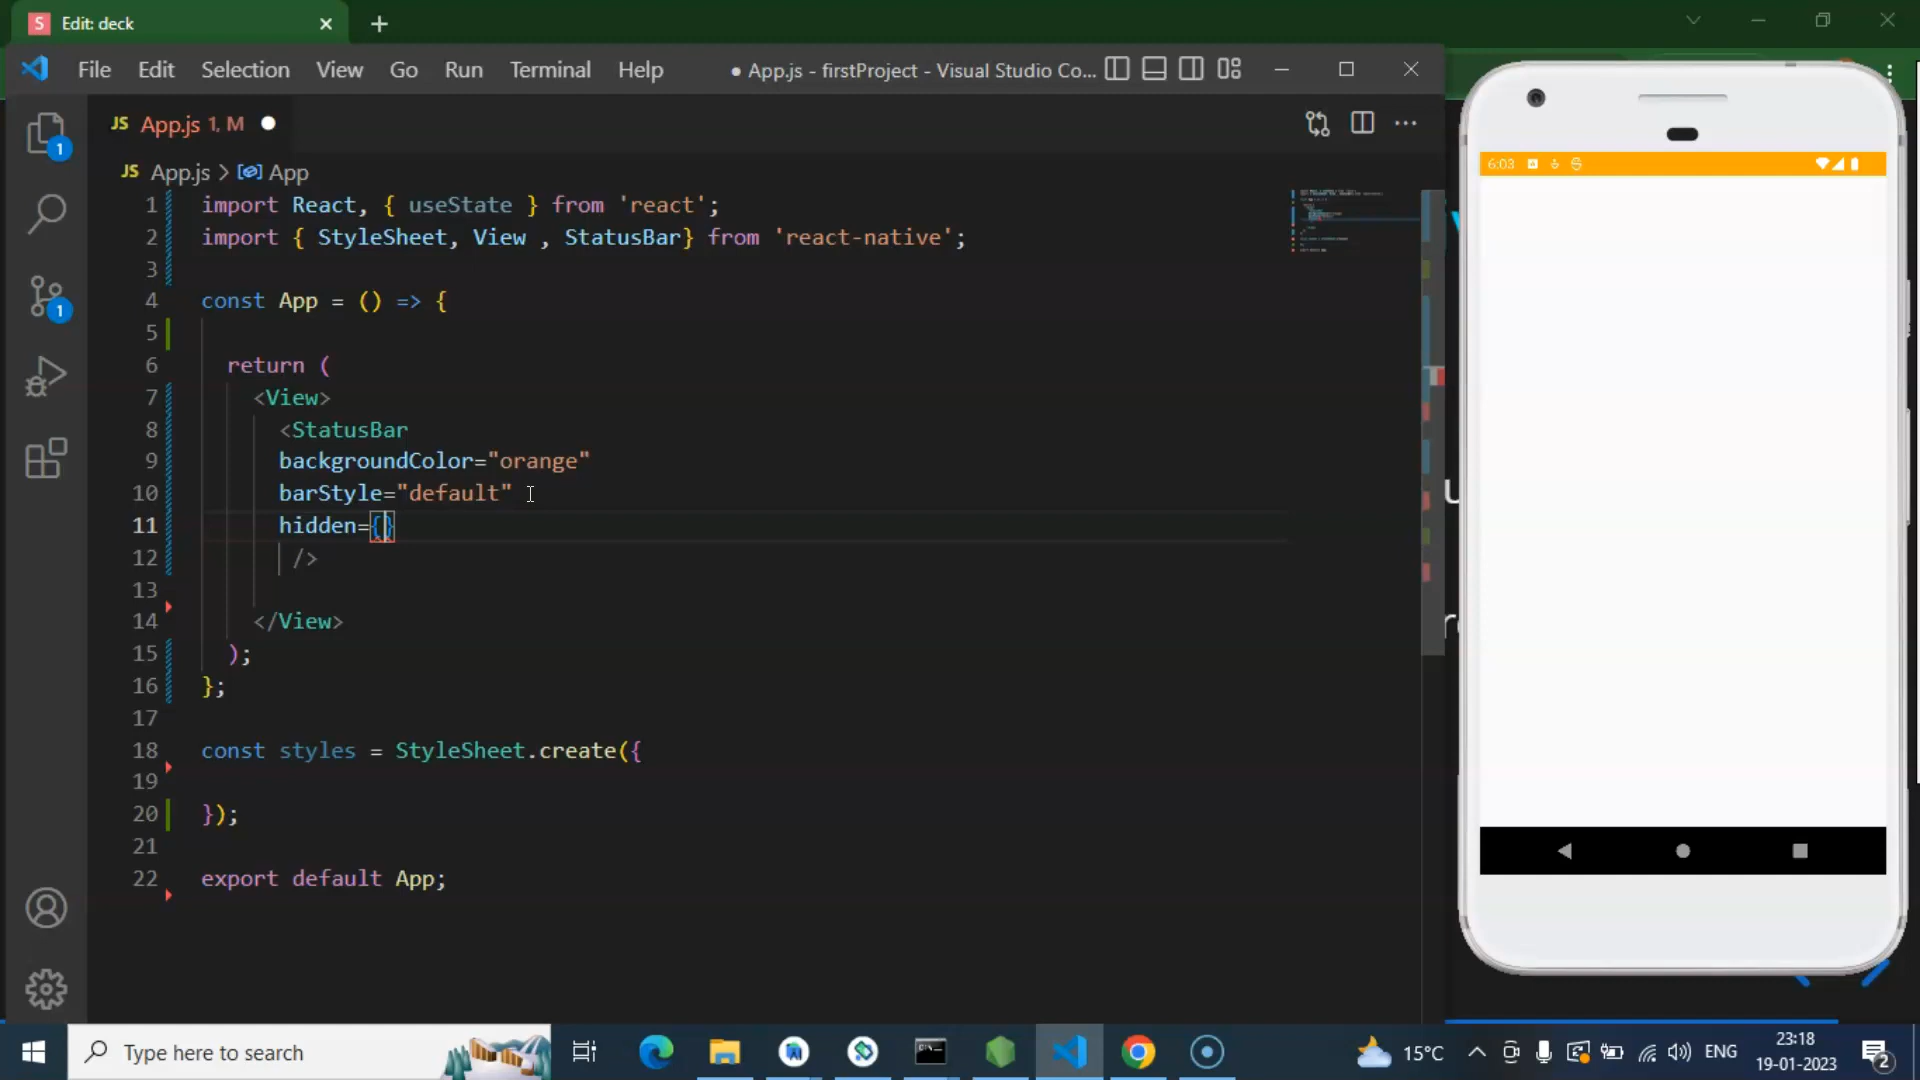 S Edit: deck
File Edit Selection View Go Run Terminal Help
● App.js - firstProject - Visual Studio Co...
JS App.js 1, M
JS App.js > App
1 import React, { useState } from 'react';
2 import { StyleSheet, View , StatusBar} from 'react-native';
3
4 const App = () => {
5
6 return (
7 <View>
8 <StatusBar
9 backgroundColor="orange"
10 barStyle="default"
11 hidden={}
12 />
13
14 </View>
15 );
16 };
17
18 const styles = StyleSheet.create({
19
20 });
21
22 export default App;
1
1
6:03
Type here to search
15°C
ENG
23:18
19-01-2023
2